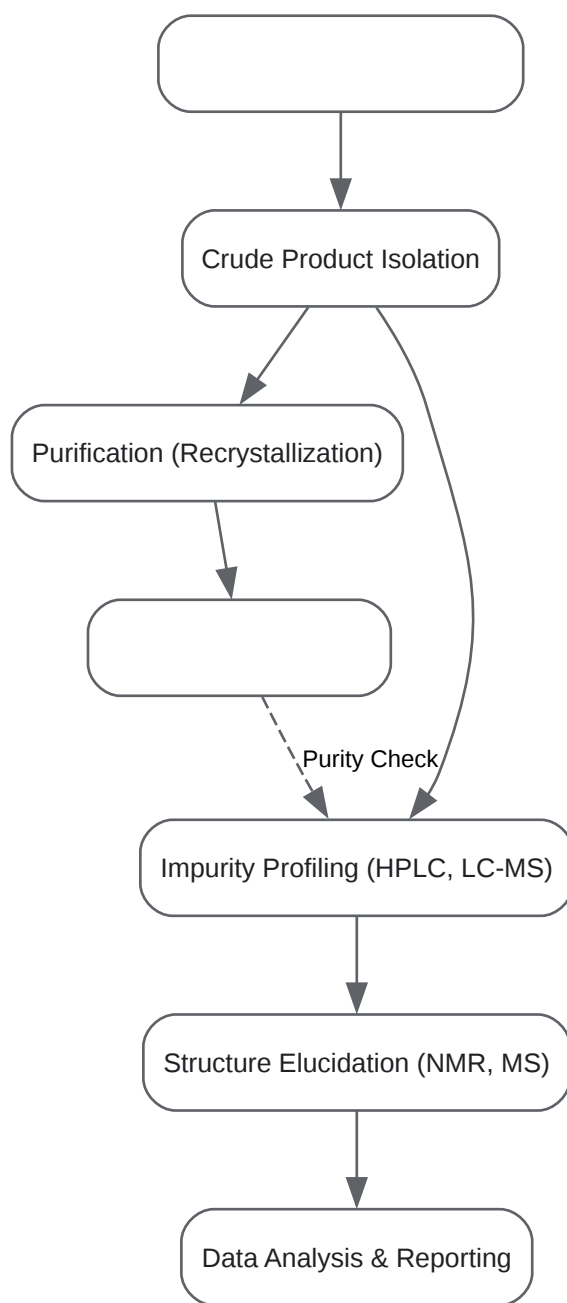 Crude Product Isolation
Purification (Recrystallization)
Purity Check
Impurity Profiling (HPLC, LC-MS)
Structure Elucidation (NMR, MS)
Data Analysis & Reporting